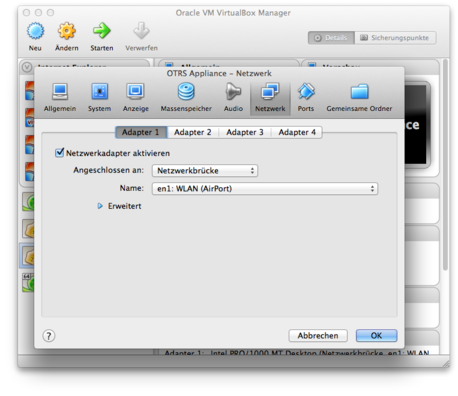 Oracle VM VirtualBox Manager
Neu Ändern Starten Verwerfen
Details Sicherungspunkte
OTRS Appliance – Netzwerk
Allgemein System Anzeige Massenspeicher Audio Netzwerk Ports Gemeinsame Ordner
Adapter 1 Adapter 2 Adapter 3 Adapter 4
Netzwerkadapter aktivieren
Angeschlossen an: Netzwerkbrücke
Name: en1: WLAN (AirPort)
Erweitert
? Abbrechen OK
Adapter 1: Intel PRO/1000 MT Desktop (Netzwerkbrücke, en1: WLAN